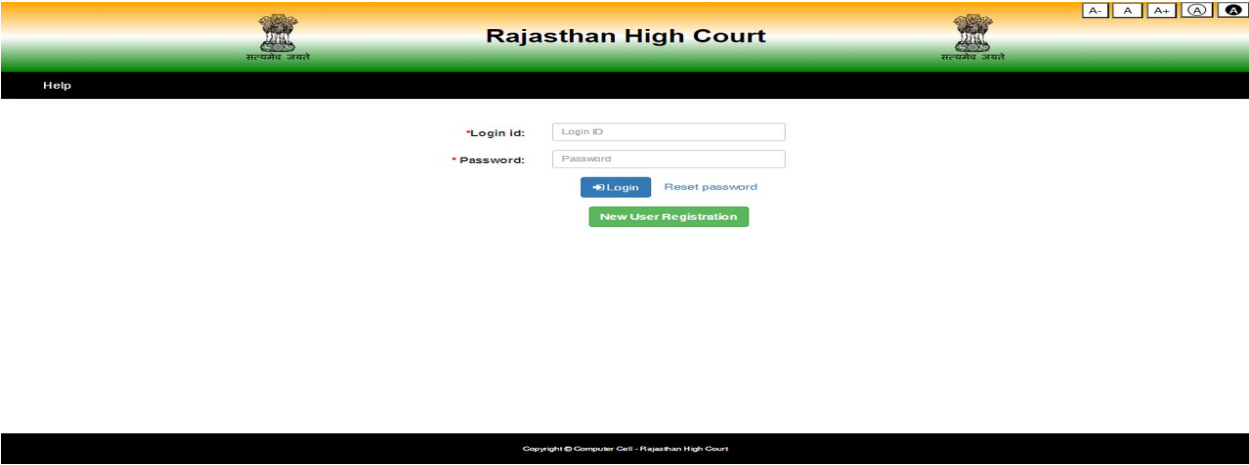 A- A A+ A A
Rajasthan High Court
सत्यमेव जयते सत्यमेव जयते
Help
*Login id: Login ID
* Password: Password
Login Reset password
New User Registration
Copyright © Computer Cell - Rajasthan High Court